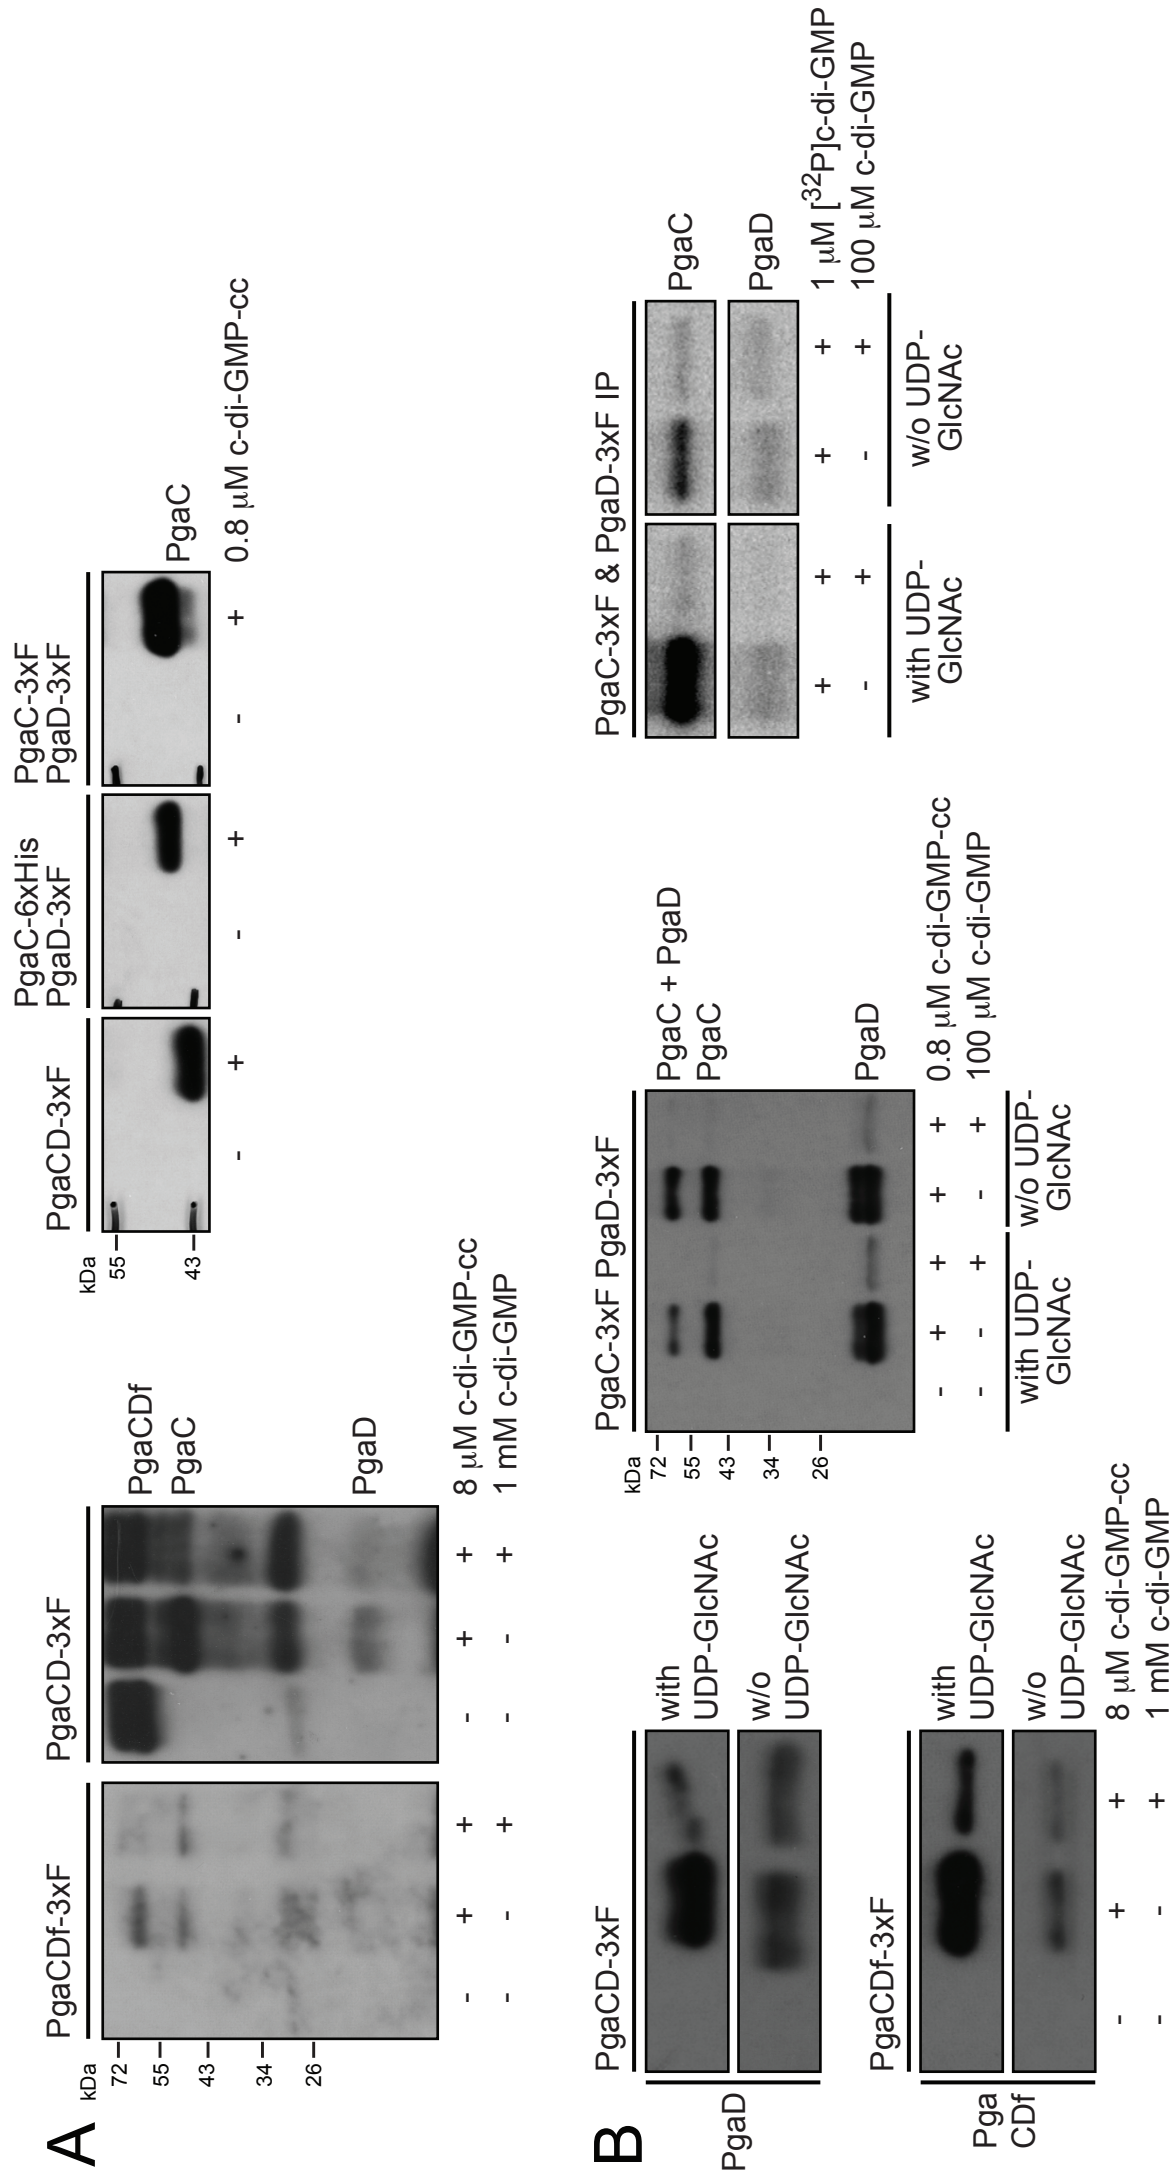 A
PgaCDf-3xF
PgaCD-3xF
kDa
72
55
43
34
26
PgaCDf
PgaC
PgaD
- + + - + + 8 µM c-di-GMP-cc
- - + - - + 1 mM c-di-GMP
PgaCD-3xF
PgaC-6xHis
PgaD-3xF
PgaC-3xF
PgaD-3xF
kDa
55
43
PgaC
- + - + - + 0.8 µM c-di-GMP-cc
B
PgaCD-3xF
PgaD
with
UDP-GlcNAc
w/o
UDP-GlcNAc
PgaCDf-3xF
Pga
CDf
with
UDP-GlcNAc
w/o
UDP-GlcNAc
- + + 8 µM c-di-GMP-cc
- - + 1 mM c-di-GMP
PgaC-3xF PgaD-3xF
kDa
72
55
43
34
26
PgaC + PgaD
PgaC
PgaD
- + + + + 0.8 µM c-di-GMP-cc
- - + - + 100 µM c-di-GMP
with UDP-
GlcNAc
w/o UDP-
GlcNAc
PgaC-3xF & PgaD-3xF IP
PgaC
PgaD
+ + + + 1 µM [32P]c-di-GMP
- + - + 100 µM c-di-GMP
with UDP-
GlcNAc
w/o UDP-
GlcNAc